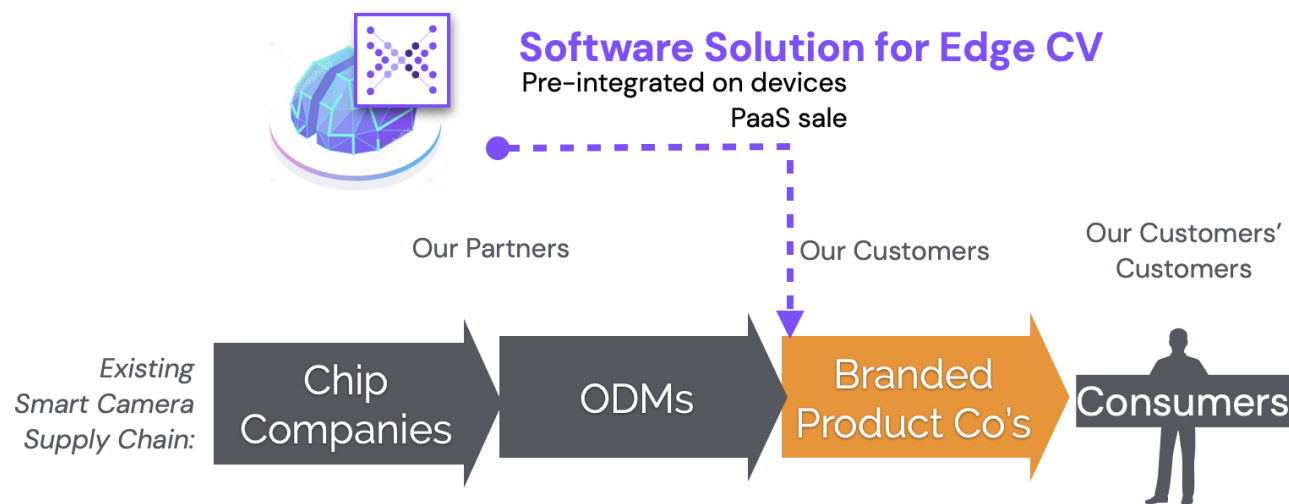 Software Solution for Edge CV
Pre-integrated on devices
PaaS sale
Our Partners
Our Customers
Our Customers’
Customers
Existing
Smart Camera
Supply Chain:
Chip
Companies
ODMs
Branded
Product Co’s
Consumers